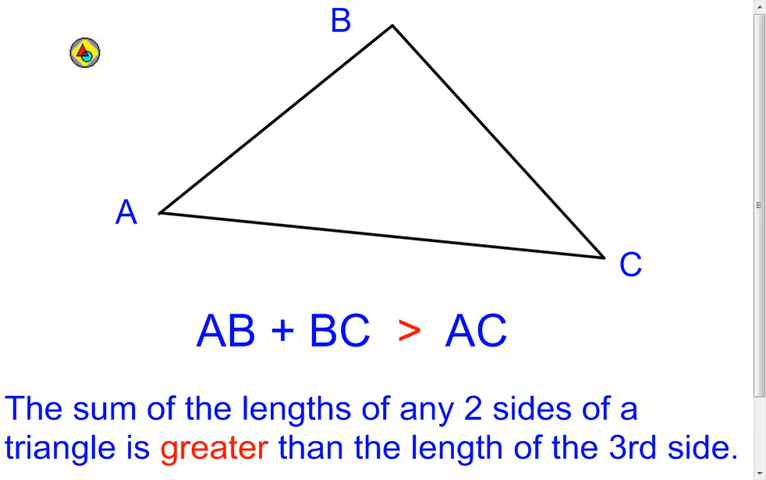 B
A
C
AB + BC > AC
The sum of the lengths of any 2 sides of a
triangle is greater than the length of the 3rd side.